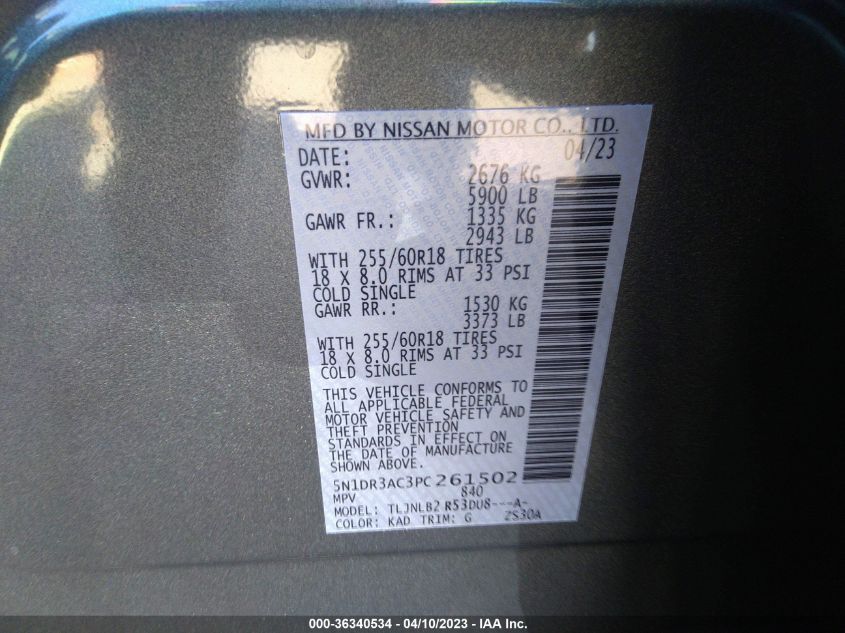 MFD BY NISSAN MOTOR CO., LTD.
DATE: 04/23
GVWR: 2676 KG
5900 LB
GAWR FR.: 1335 KG
2943 LB
WITH 255/60R18 TIRES
18 X 8.0 RIMS AT 33 PSI
COLD SINGLE
GAWR RR.: 1530 KG
3373 LB
WITH 255/60R18 TIRES
18 X 8.0 RIMS AT 33 PSI
COLD SINGLE
THIS VEHICLE CONFORMS TO
ALL APPLICABLE FEDERAL
MOTOR VEHICLE SAFETY AND
THEFT PREVENTION
STANDARDS IN EFFECT ON
THE DATE OF MANUFACTURE
SHOWN ABOVE.
5N1DR3AC3PC261502
MPV 840
MODEL: TLJNLB2 R53DU8---A-
COLOR: KAD TRIM: G ZS30A
000-36340534 - 04/10/2023 - IAA Inc.